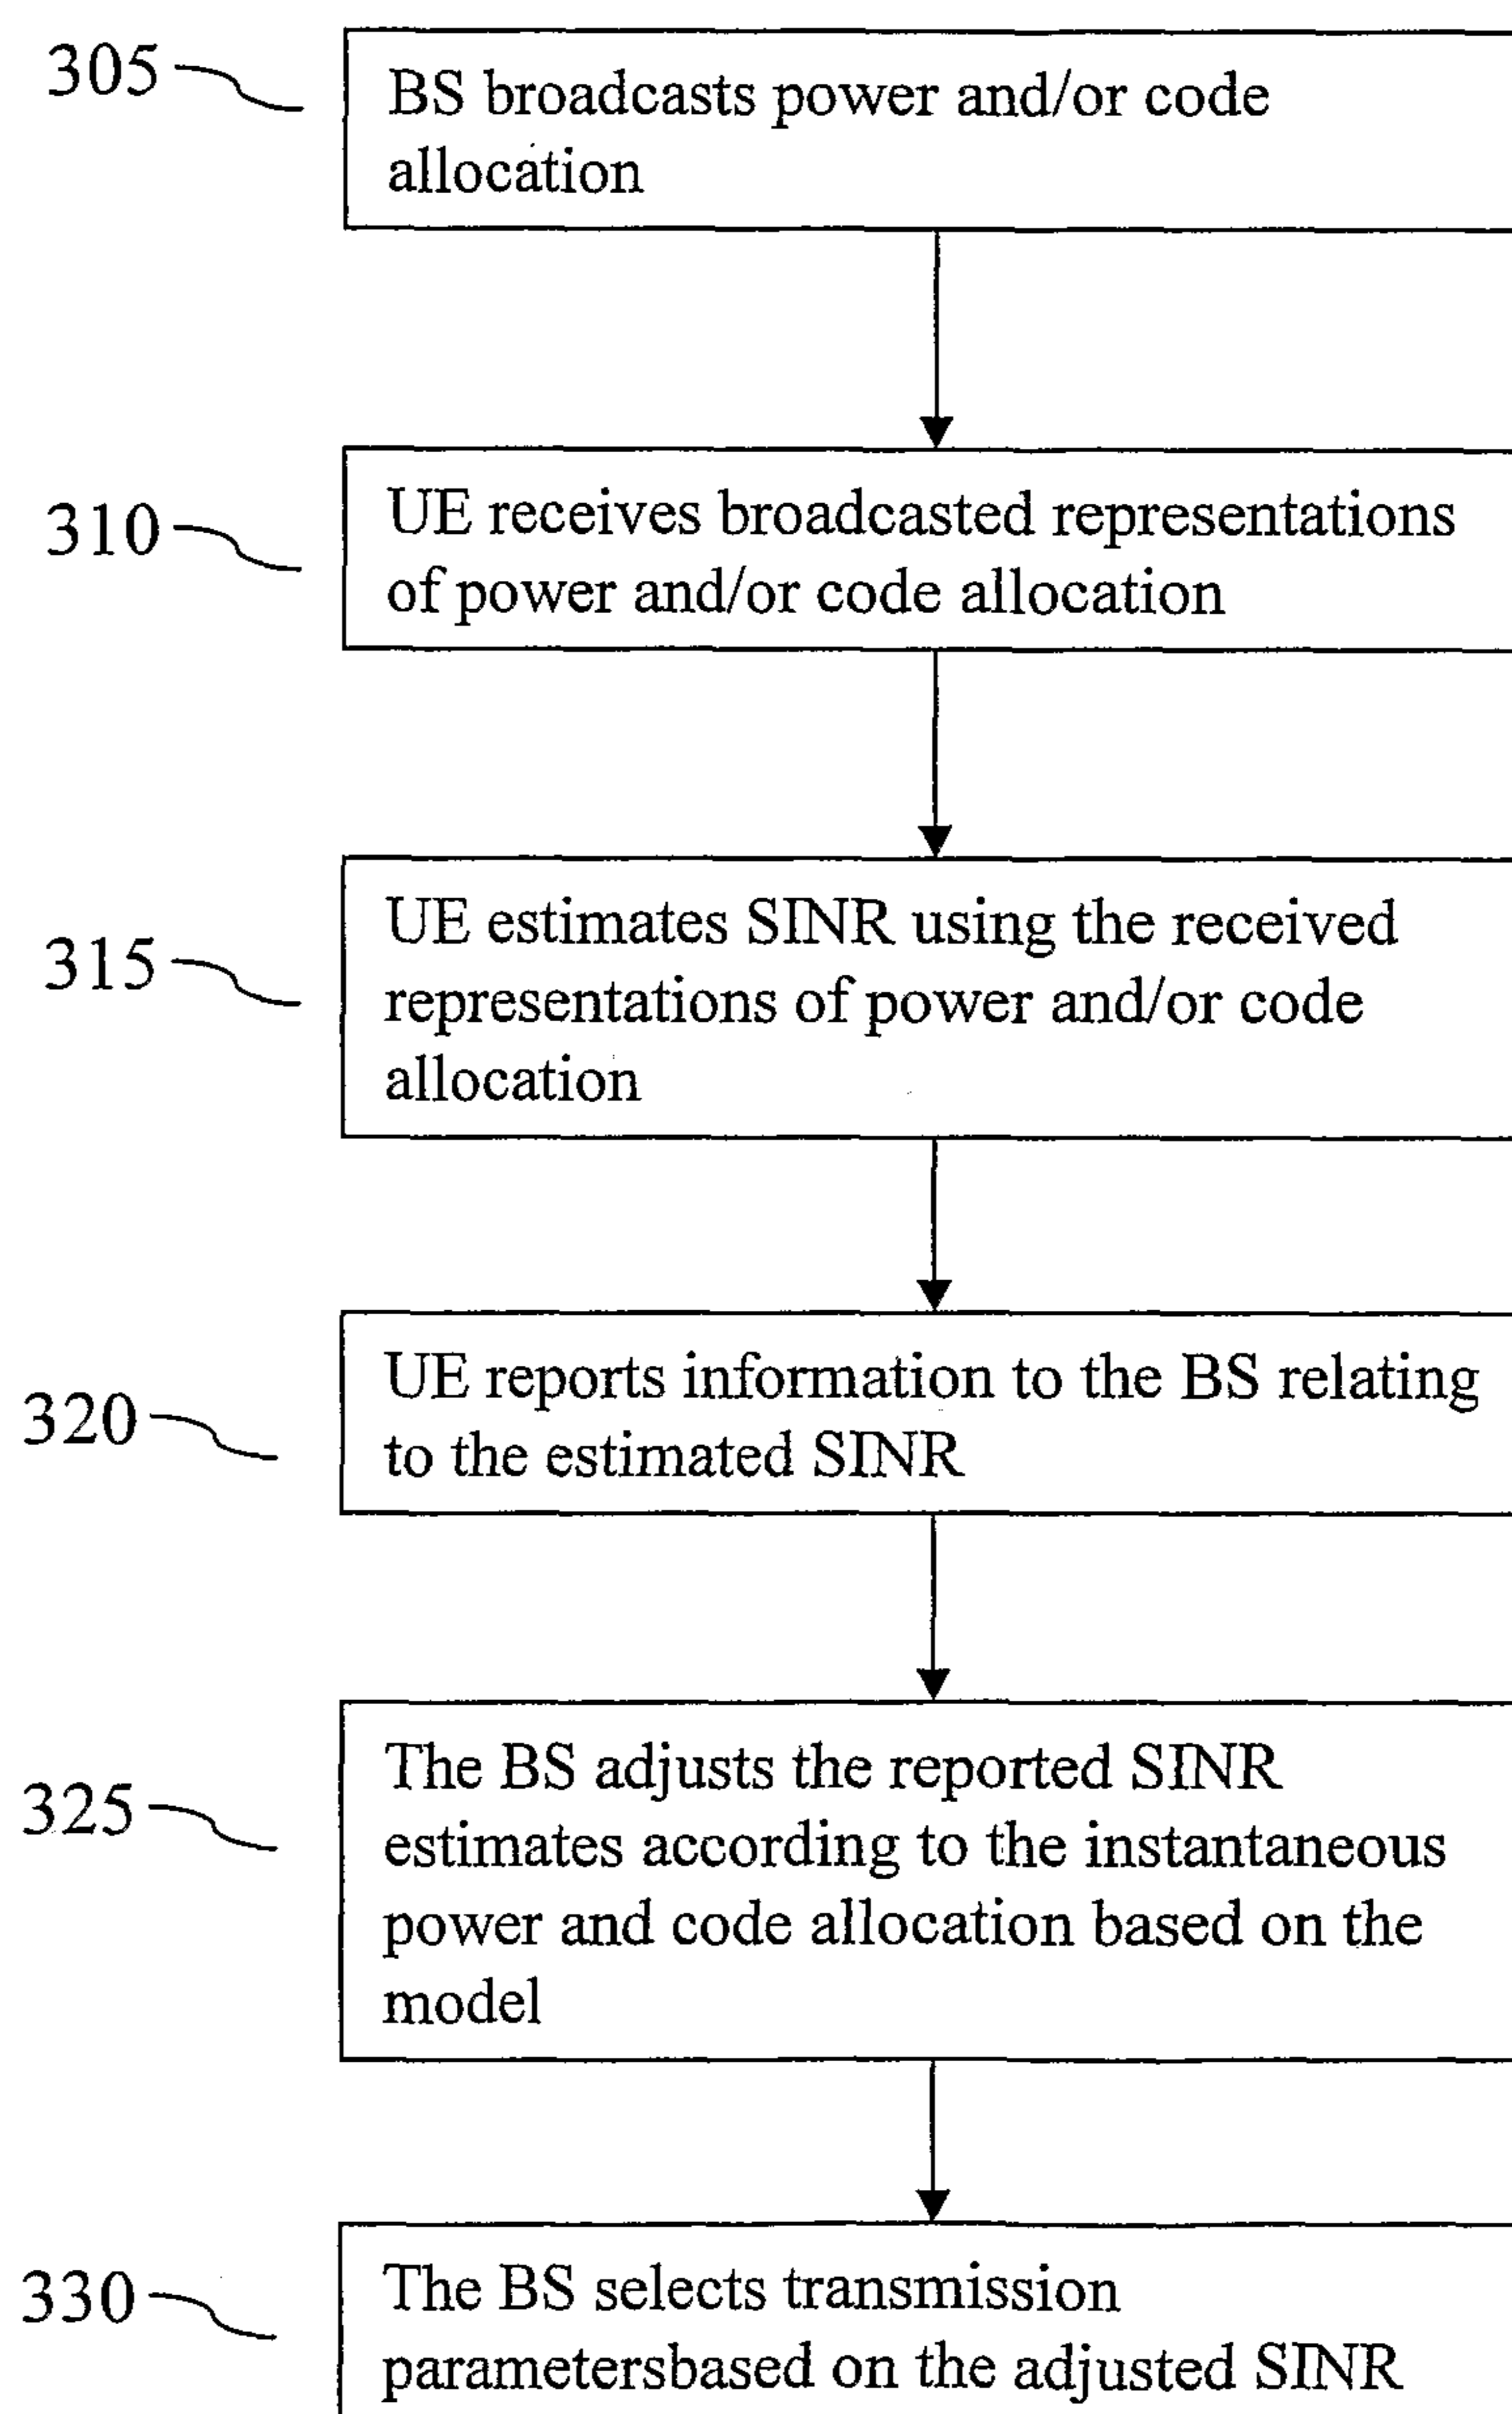 305
BS broadcasts power and/or code
allocation
310
UE receives broadcasted representations
of power and/or code allocation
315
UE estimates SINR using the received
representations of power and/or code
allocation
320
UE reports information to the BS relating
to the estimated SINR
325
The BS adjusts the reported SINR
estimates according to the instantaneous
power and code allocation based on the
model
330
The BS selects transmission
parametersbased on the adjusted SINR